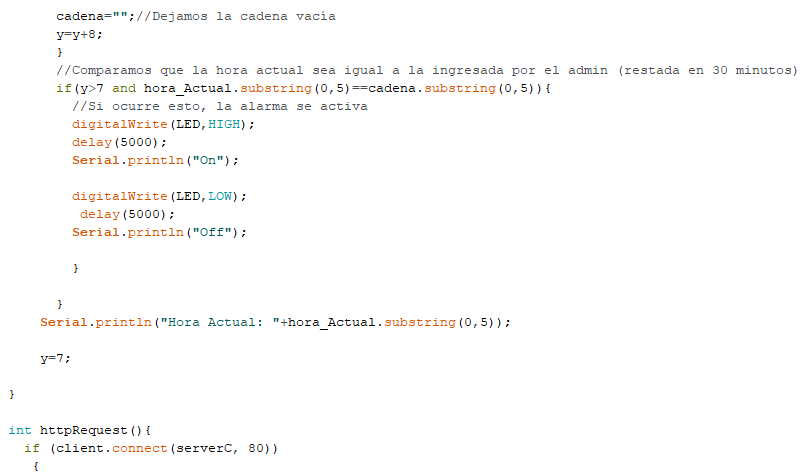 cadena="";//Dejamos la cadena vacía
y=y+8;
}
//Comparamos que la hora actual sea igual a la ingresada por el admin (restada en 30 minutos)
if(y>7 and hora_Actual.substring(0,5)==cadena.substring(0,5)){
//Si ocurre esto, la alarma se activa
digitalWrite(LED,HIGH);
delay(5000);
Serial.println("On");
digitalWrite(LED,LOW);
delay(5000);
Serial.println("Off");
}
}
Serial.println("Hora Actual: "+hora_Actual.substring(0,5));
y=7;
}
int httpRequest(){
if (client.connect(serverC, 80))
{